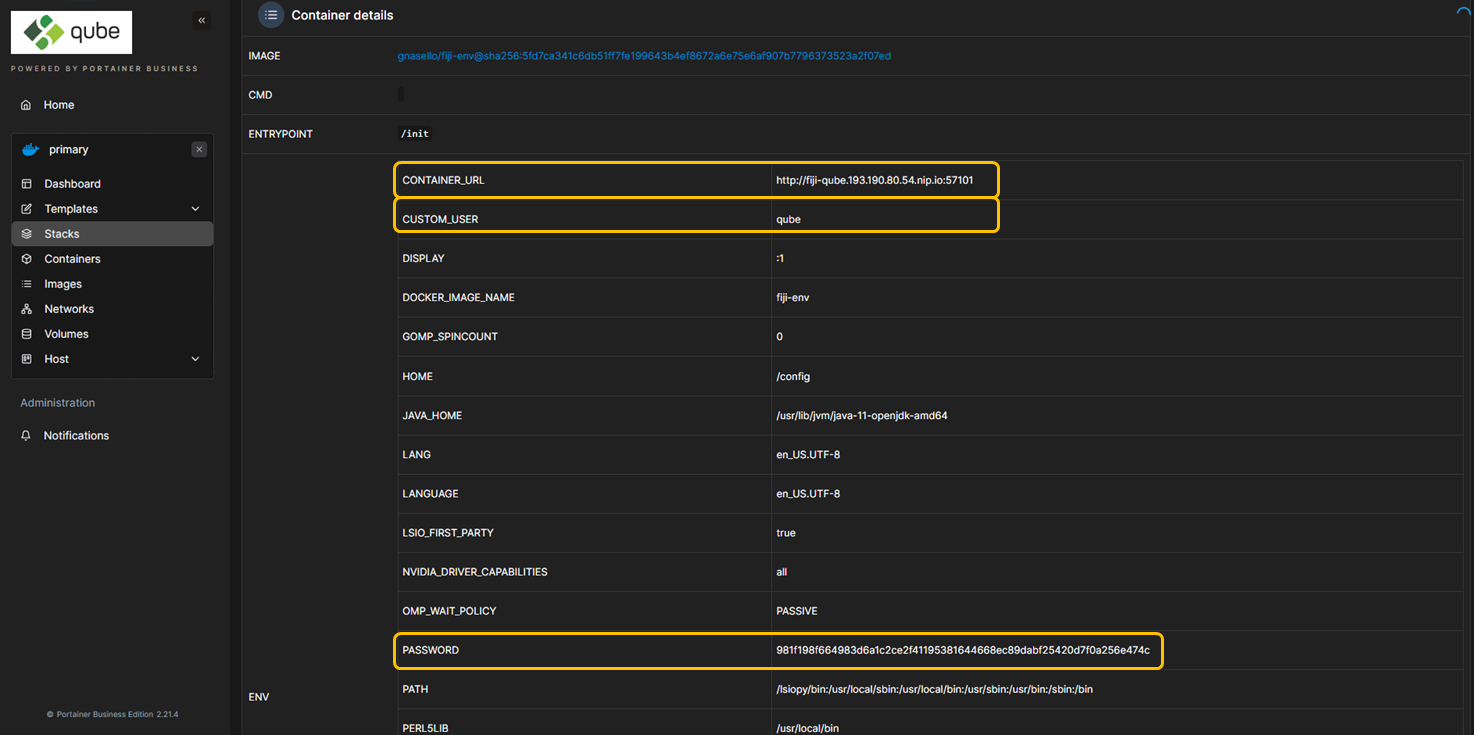 qube
«
POWERED BY PORTAINER BUSINESS
Home
primary
×
Dashboard
Templates
Stacks
Containers
Images
Networks
Volumes
Host
Administration
Notifications
© Portainer Business Edition 2.21.4
Container details
IMAGE gnasello/fiji-env@sha256:5fd7ca341c6db51ff7fe199643b4ef8672a6e75e6af907b7796373523a2f07ed
CMD
ENTRYPOINT /init
ENV
CONTAINER_URL http://fiji-qube.193.190.80.54.nip.io:57101
CUSTOM_USER qube
DISPLAY :1
DOCKER_IMAGE_NAME fiji-env
GOMP_SPINCOUNT 0
HOME /config
JAVA_HOME /usr/lib/jvm/java-11-openjdk-amd64
LANG en_US.UTF-8
LANGUAGE en_US.UTF-8
LSIO_FIRST_PARTY true
NVIDIA_DRIVER_CAPABILITIES all
OMP_WAIT_POLICY PASSIVE
PASSWORD 981f198f664983d6a1c2ce2f41195381644668ec89dabf25420d7f0a256e474c
PATH /lsiopy/bin:/usr/local/sbin:/usr/local/bin:/usr/sbin:/usr/bin:/sbin:/bin
PERL5LIB /usr/local/bin